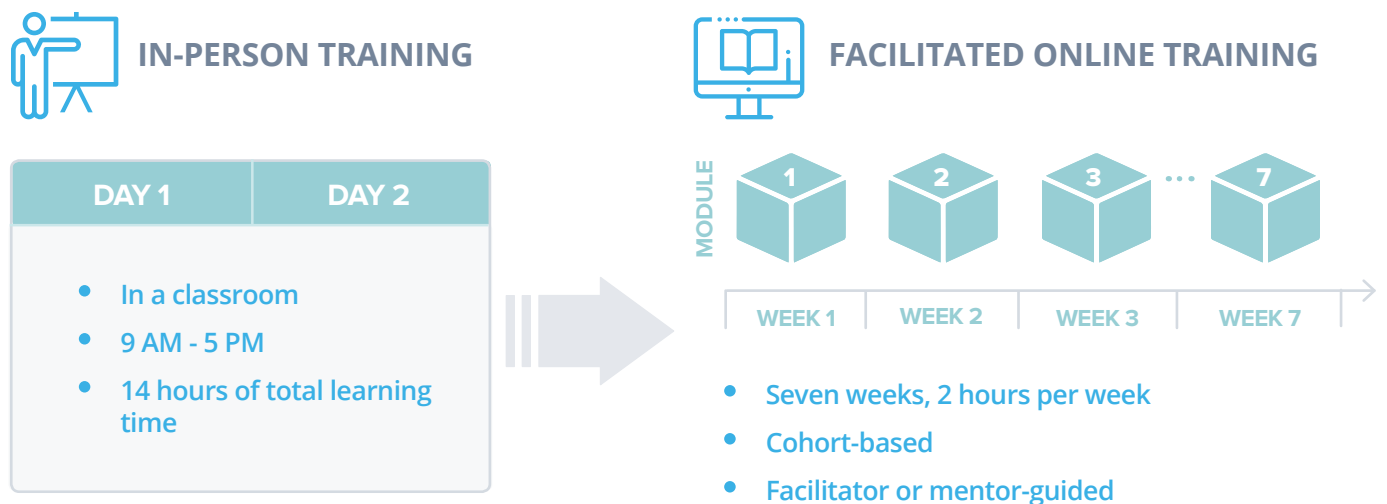 IN-PERSON TRAINING
DAY 1
DAY 2
• In a classroom
• 9 AM - 5 PM
• 14 hours of total learning
time
FACILITATED ONLINE TRAINING
MODULE
1
2
3
...
7
WEEK 1
WEEK 2
WEEK 3
WEEK 7
• Seven weeks, 2 hours per week
• Cohort-based
• Facilitator or mentor-guided